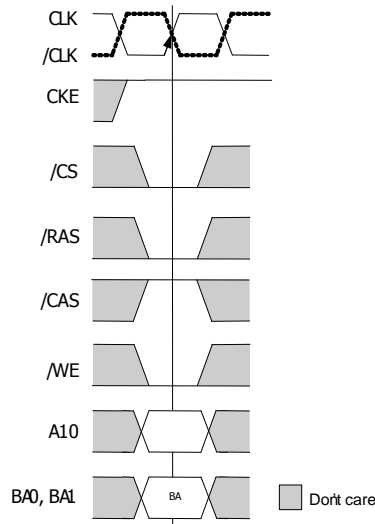 CLK
/CLK
CKE
/CS
/RAS
/CAS
/WE
A10
BA0, BA1
BA
Don't care